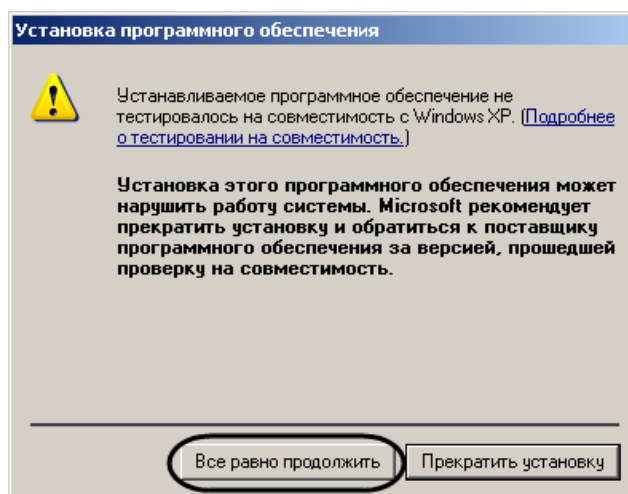 Установка программного обеспечения
Устанавливаемое программное обеспечение не
тестировалось на совместимость с Windows XP. (Подробнее
о тестировании на совместимость.)
Установка этого программного обеспечения может
нарушить работу системы. Microsoft рекомендует
прекратить установку и обратиться к поставщику
программного обеспечения за версией, прошедшей
проверку на совместимость.
Все равно продолжить Прекратить установку